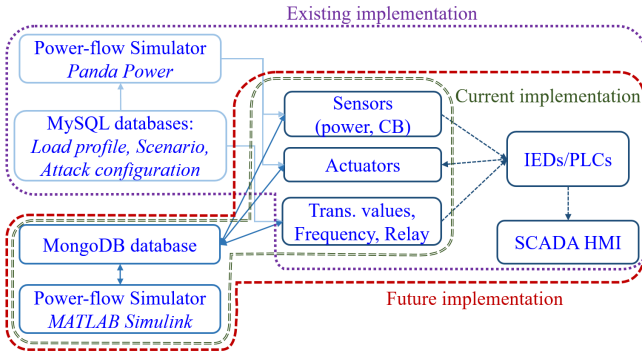 Existing implementation
Power-flow Simulator
Panda Power
MySQL databases:
Load profile, Scenario,
Attack configuration
Current implementation
Sensors
(power, CB)
Actuators
Trans. values,
Frequency, Relay
IEDs/PLCs
SCADA HMI
MongoDB database
Power-flow Simulator
MATLAB Simulink
Future implementation